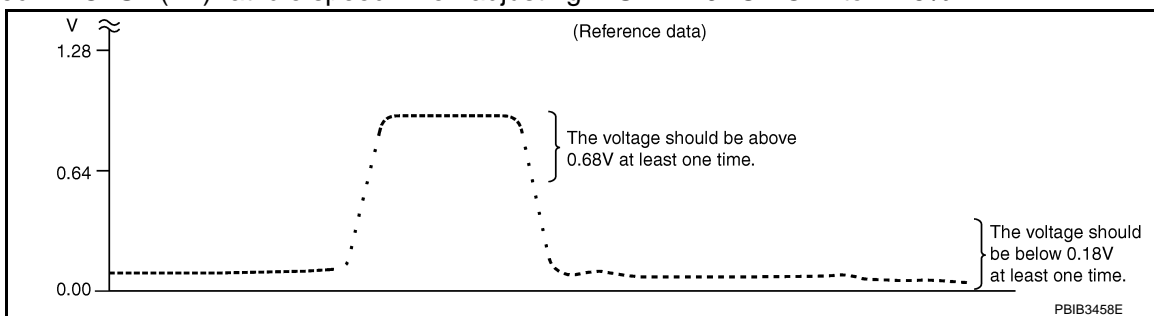 V
(Reference data)
1.28
The voltage should be above
0.68V at least one time.
0.64
The voltage should
be below 0.18V
at least one time.
0.00
PBIB3458E